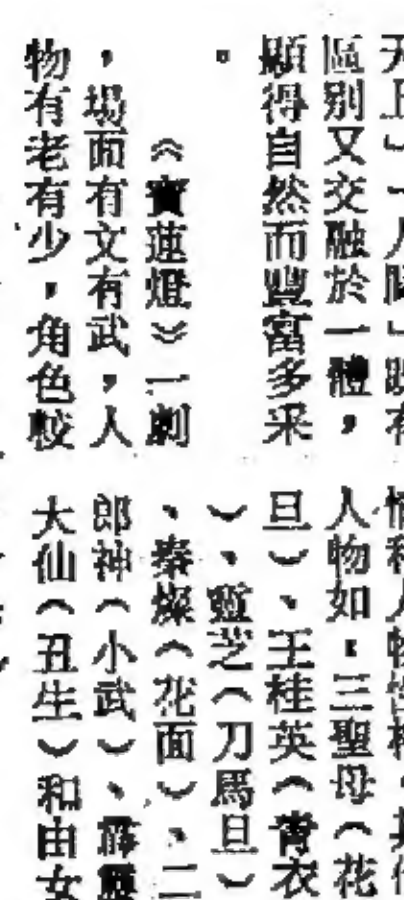 區別又交融於一體，
顯得自然而豐富多采
。
《寶蓮燈》一劇
，場面有文有武，人
物有老有少，角色較
人物如：三聖母（花
旦）、王桂英（青衣
）、芝（刀馬旦）
、秦燦（花面）、二
郎神（小武）、霹靂
大仙（丑生）和由女